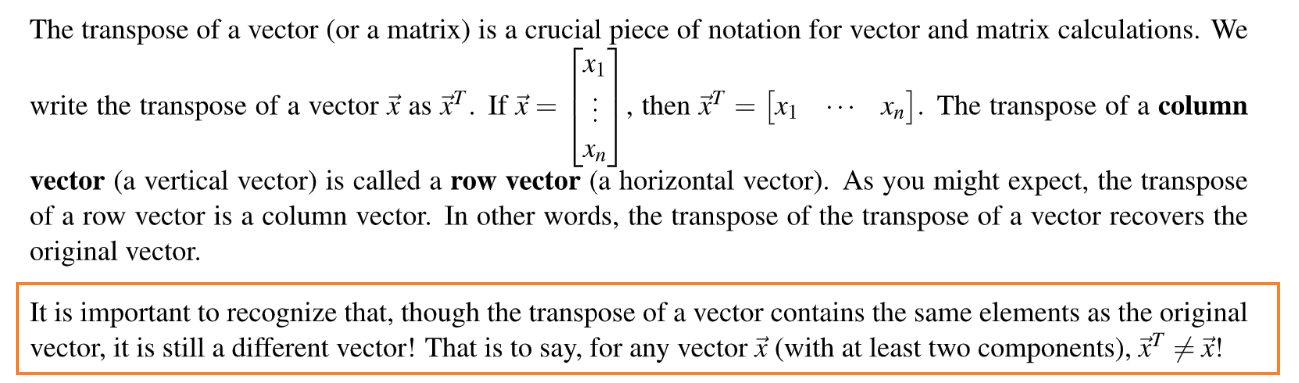 The transpose of a vector (or a matrix) is a crucial piece of notation for vector and matrix calculations. We
write the transpose of a vector $\vec{x}$ as $\vec{x}^T$. If $\vec{x} = \begin{bmatrix} x_1 \\ \vdots \\ x_n \end{bmatrix}$, then $\vec{x}^T = \begin{bmatrix} x_1 & \cdots & x_n \end{bmatrix}$. The transpose of a column
vector (a vertical vector) is called a row vector (a horizontal vector). As you might expect, the transpose
of a row vector is a column vector. In other words, the transpose of the transpose of a vector recovers the
original vector.
It is important to recognize that, though the transpose of a vector contains the same elements as the original
vector, it is still a different vector! That is to say, for any vector $\vec{x}$ (with at least two components), $\vec{x}^T \neq \vec{x}$!